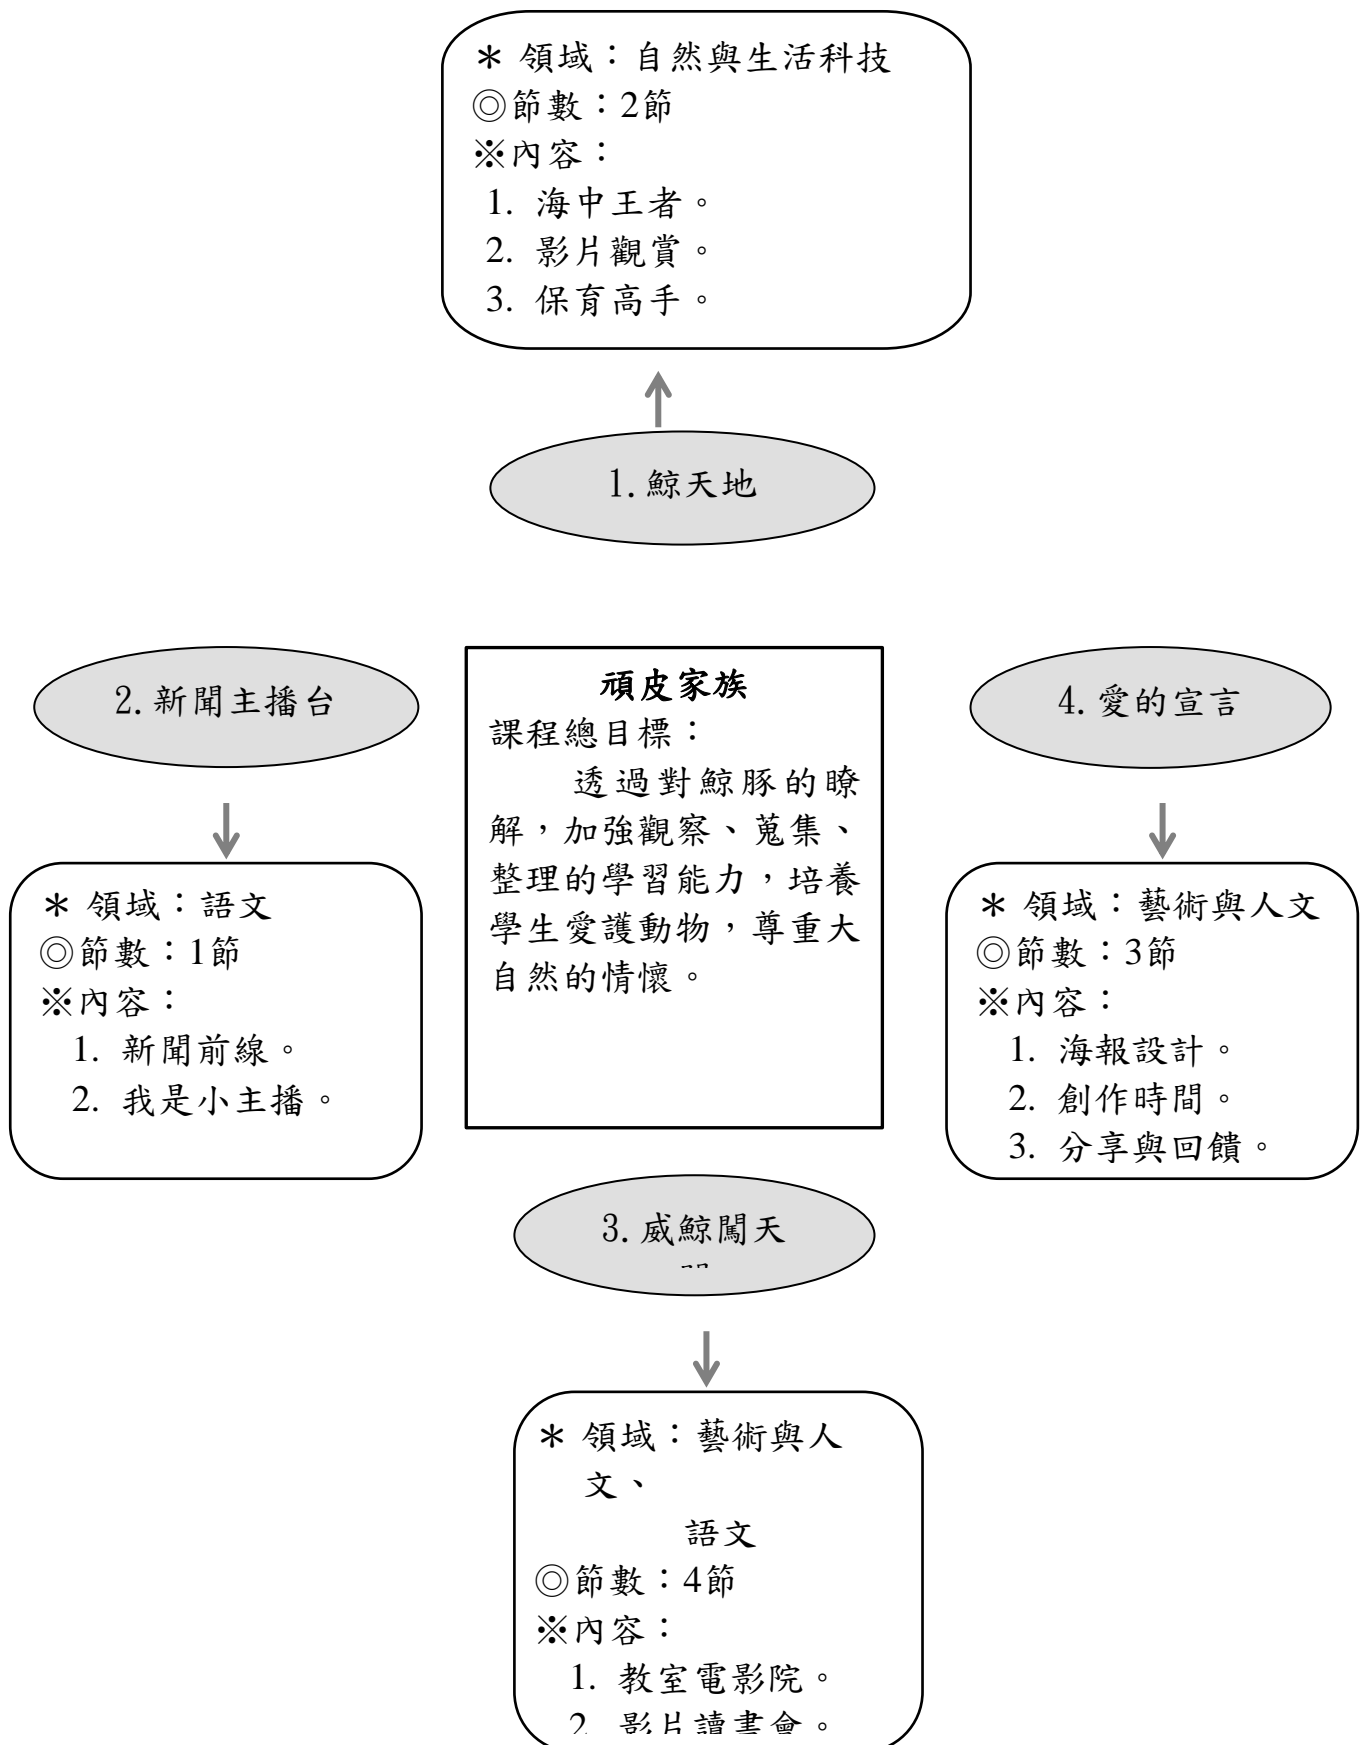 ＊ 領域：自然與生活科技
◎節數：2節
※內容：
1. 海中王者。
2. 影片觀賞。
3. 保育高手。
1.鯨天地
2.新聞主播台
＊ 領域：語文
◎節數：1節
※內容：
1. 新聞前線。
2. 我是小主播。
頑皮家族
課程總目標：
透過對鯨豚的瞭
解，加強觀察、蒐集、
整理的學習能力，培養
學生愛護動物，尊重大
自然的情懷。
4.愛的宣言
＊ 領域：藝術與人文
◎節數：3節
※內容：
1. 海報設計。
2. 創作時間。
3. 分享與回饋。
3.威鯨闖天
＊ 領域：藝術與人
文、
語文
◎節數：4節
※內容：
1. 教室電影院。
2. 影片讀書會。